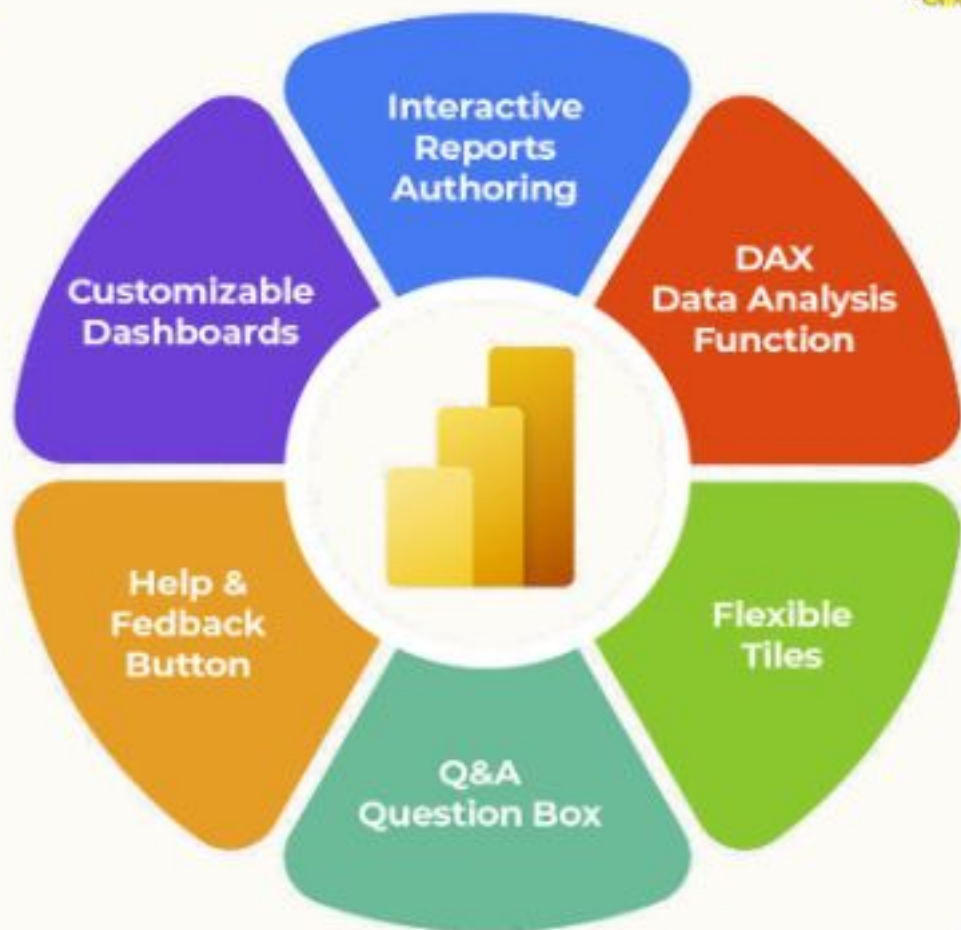 Interactive
Reports
Authoring
DAX
Data Analysis
Function
Flexible
Tiles
Q&A
Question Box
Help &
Fedback
Button
Customizable
Dashboards